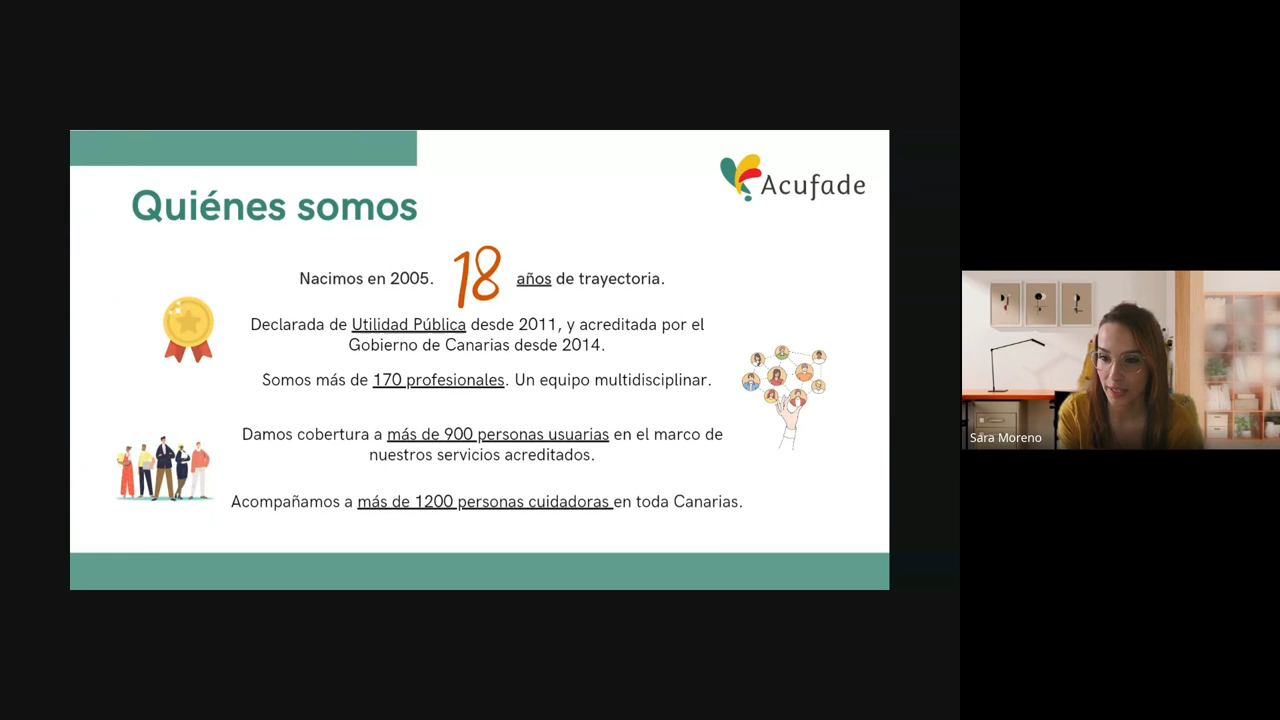 Acufade
Quiénes somos
Nacimos en 2005. 18 años de trayectoria.
Declarada de Utilidad Pública desde 2011, y acreditada por el
Gobierno de Canarias desde 2014.
Somos más de 170 profesionales. Un equipo multidisciplinar.
Damos cobertura a más de 900 personas usuarias en el marco de
nuestros servicios acreditados.
Acompañamos a más de 1200 personas cuidadoras en toda Canarias.
Sara Moreno